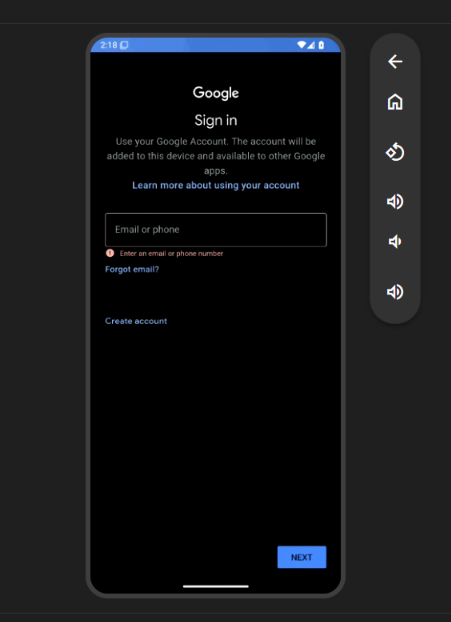 2:18
Google
Sign in
Use your Google Account. The account will be
added to this device and available to other Google
apps.
Learn more about using your account
Email or phone
Enter an email or phone number
Forgot email?
Create account
NEXT